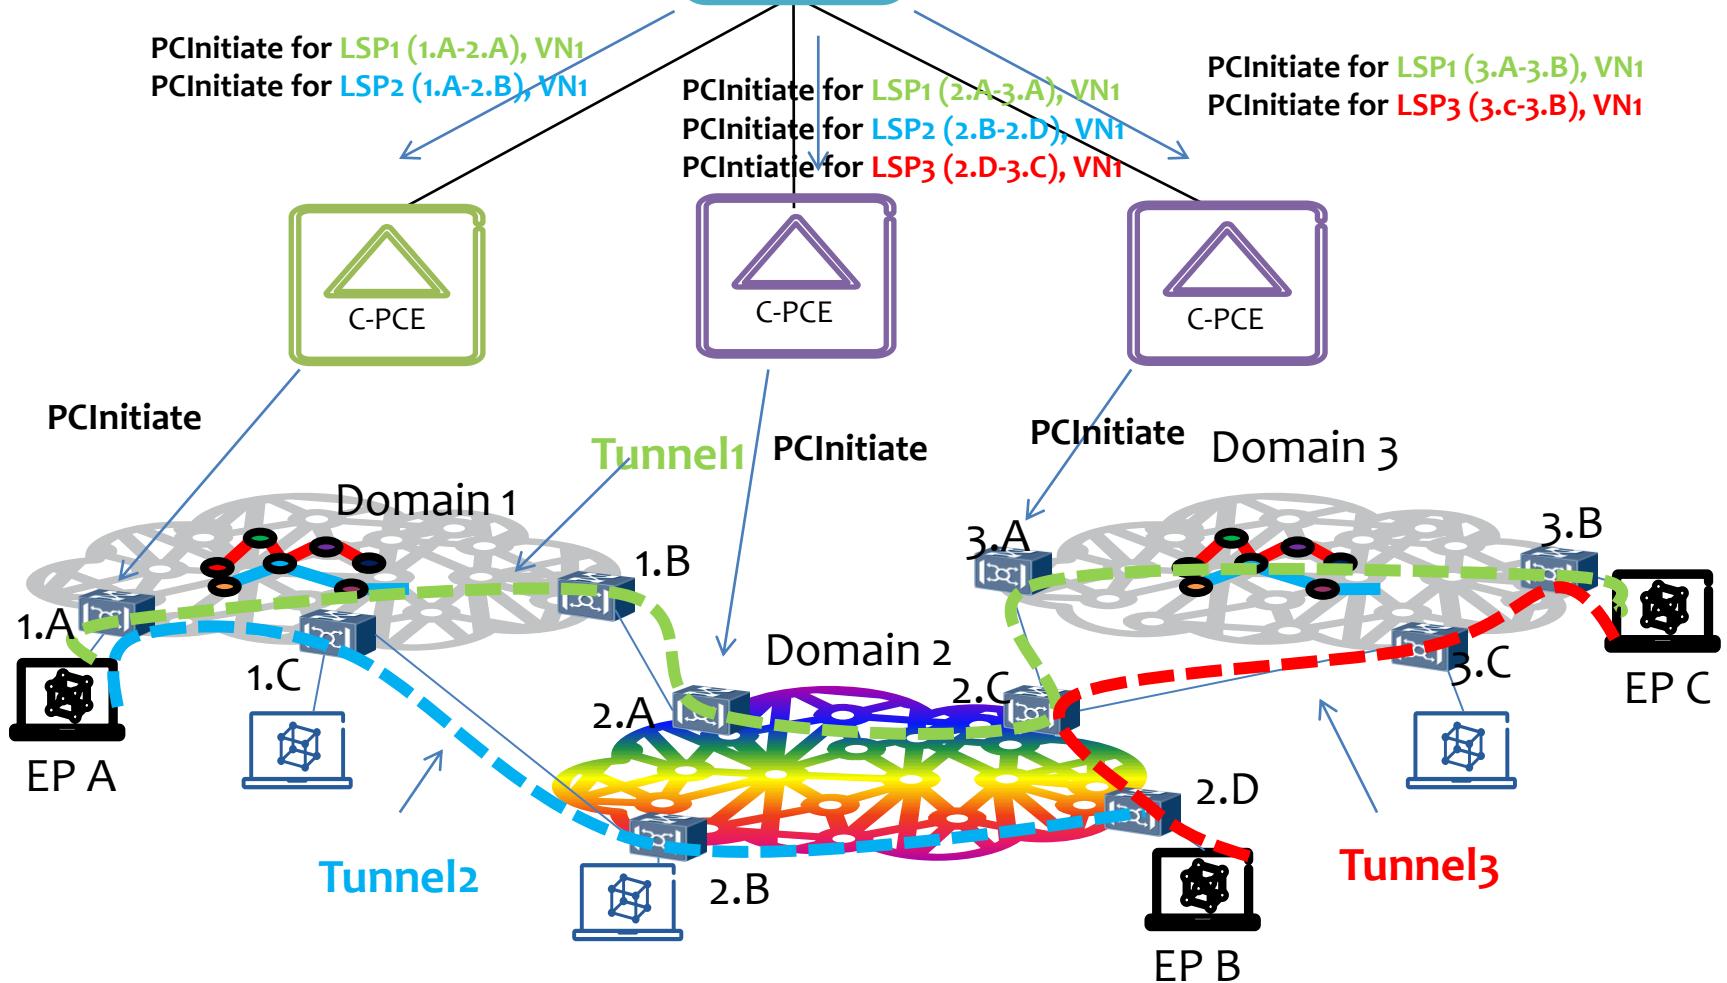 PCInitiate for LSP1 (1.A-2.A), VN1
PCInitiate for LSP2 (1.A-2.B), VN1
PCInitiate for LSP1 (2.A-3.A), VN1
PCInitiate for LSP2 (2.B-2.D), VN1
PCIntiatie for LSP3 (2.D-3.C), VN1
PCInitiate for LSP1 (3.A-3.B), VN1
PCInitiate for LSP3 (3.c-3.B), VN1
C-PCE
C-PCE
C-PCE
PCInitiate
Tunnel1
PCInitiate
PCInitiate
Domain 1
Domain 3
1.A
1.B
1.C
3.A
3.B
3.C
Domain 2
2.A
2.C
2.D
2.B
EP A
EP C
Tunnel2
Tunnel3
EP B